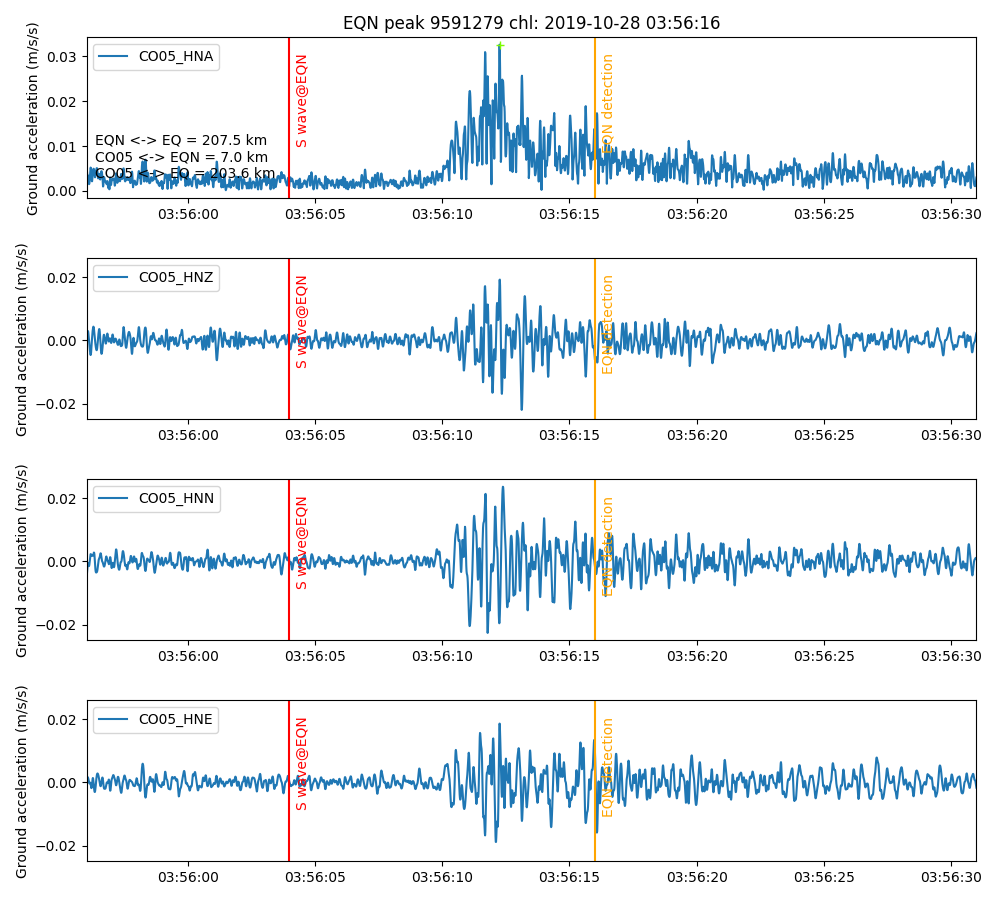 EQN peak 9591279 chl: 2019-10-28 03:56:16
Ground acceleration (m/s/s)
0.03
0.02
0.01
0.00
CO05_HNA
S wave@EQN
EQN detection
EQN <-> EQ = 207.5 km
CO05 <-> EQN = 7.0 km
CO05 <-> EQ = 203.6 km
03:56:00 03:56:05 03:56:10 03:56:15 03:56:20 03:56:25 03:56:30
Ground acceleration (m/s/s)
0.02
0.00
−0.02
CO05_HNZ
S wave@EQN
EQN detection
03:56:00 03:56:05 03:56:10 03:56:15 03:56:20 03:56:25 03:56:30
Ground acceleration (m/s/s)
0.02
0.00
−0.02
CO05_HNN
S wave@EQN
EQN detection
03:56:00 03:56:05 03:56:10 03:56:15 03:56:20 03:56:25 03:56:30
Ground acceleration (m/s/s)
0.02
0.00
−0.02
CO05_HNE
S wave@EQN
EQN detection
03:56:00 03:56:05 03:56:10 03:56:15 03:56:20 03:56:25 03:56:30